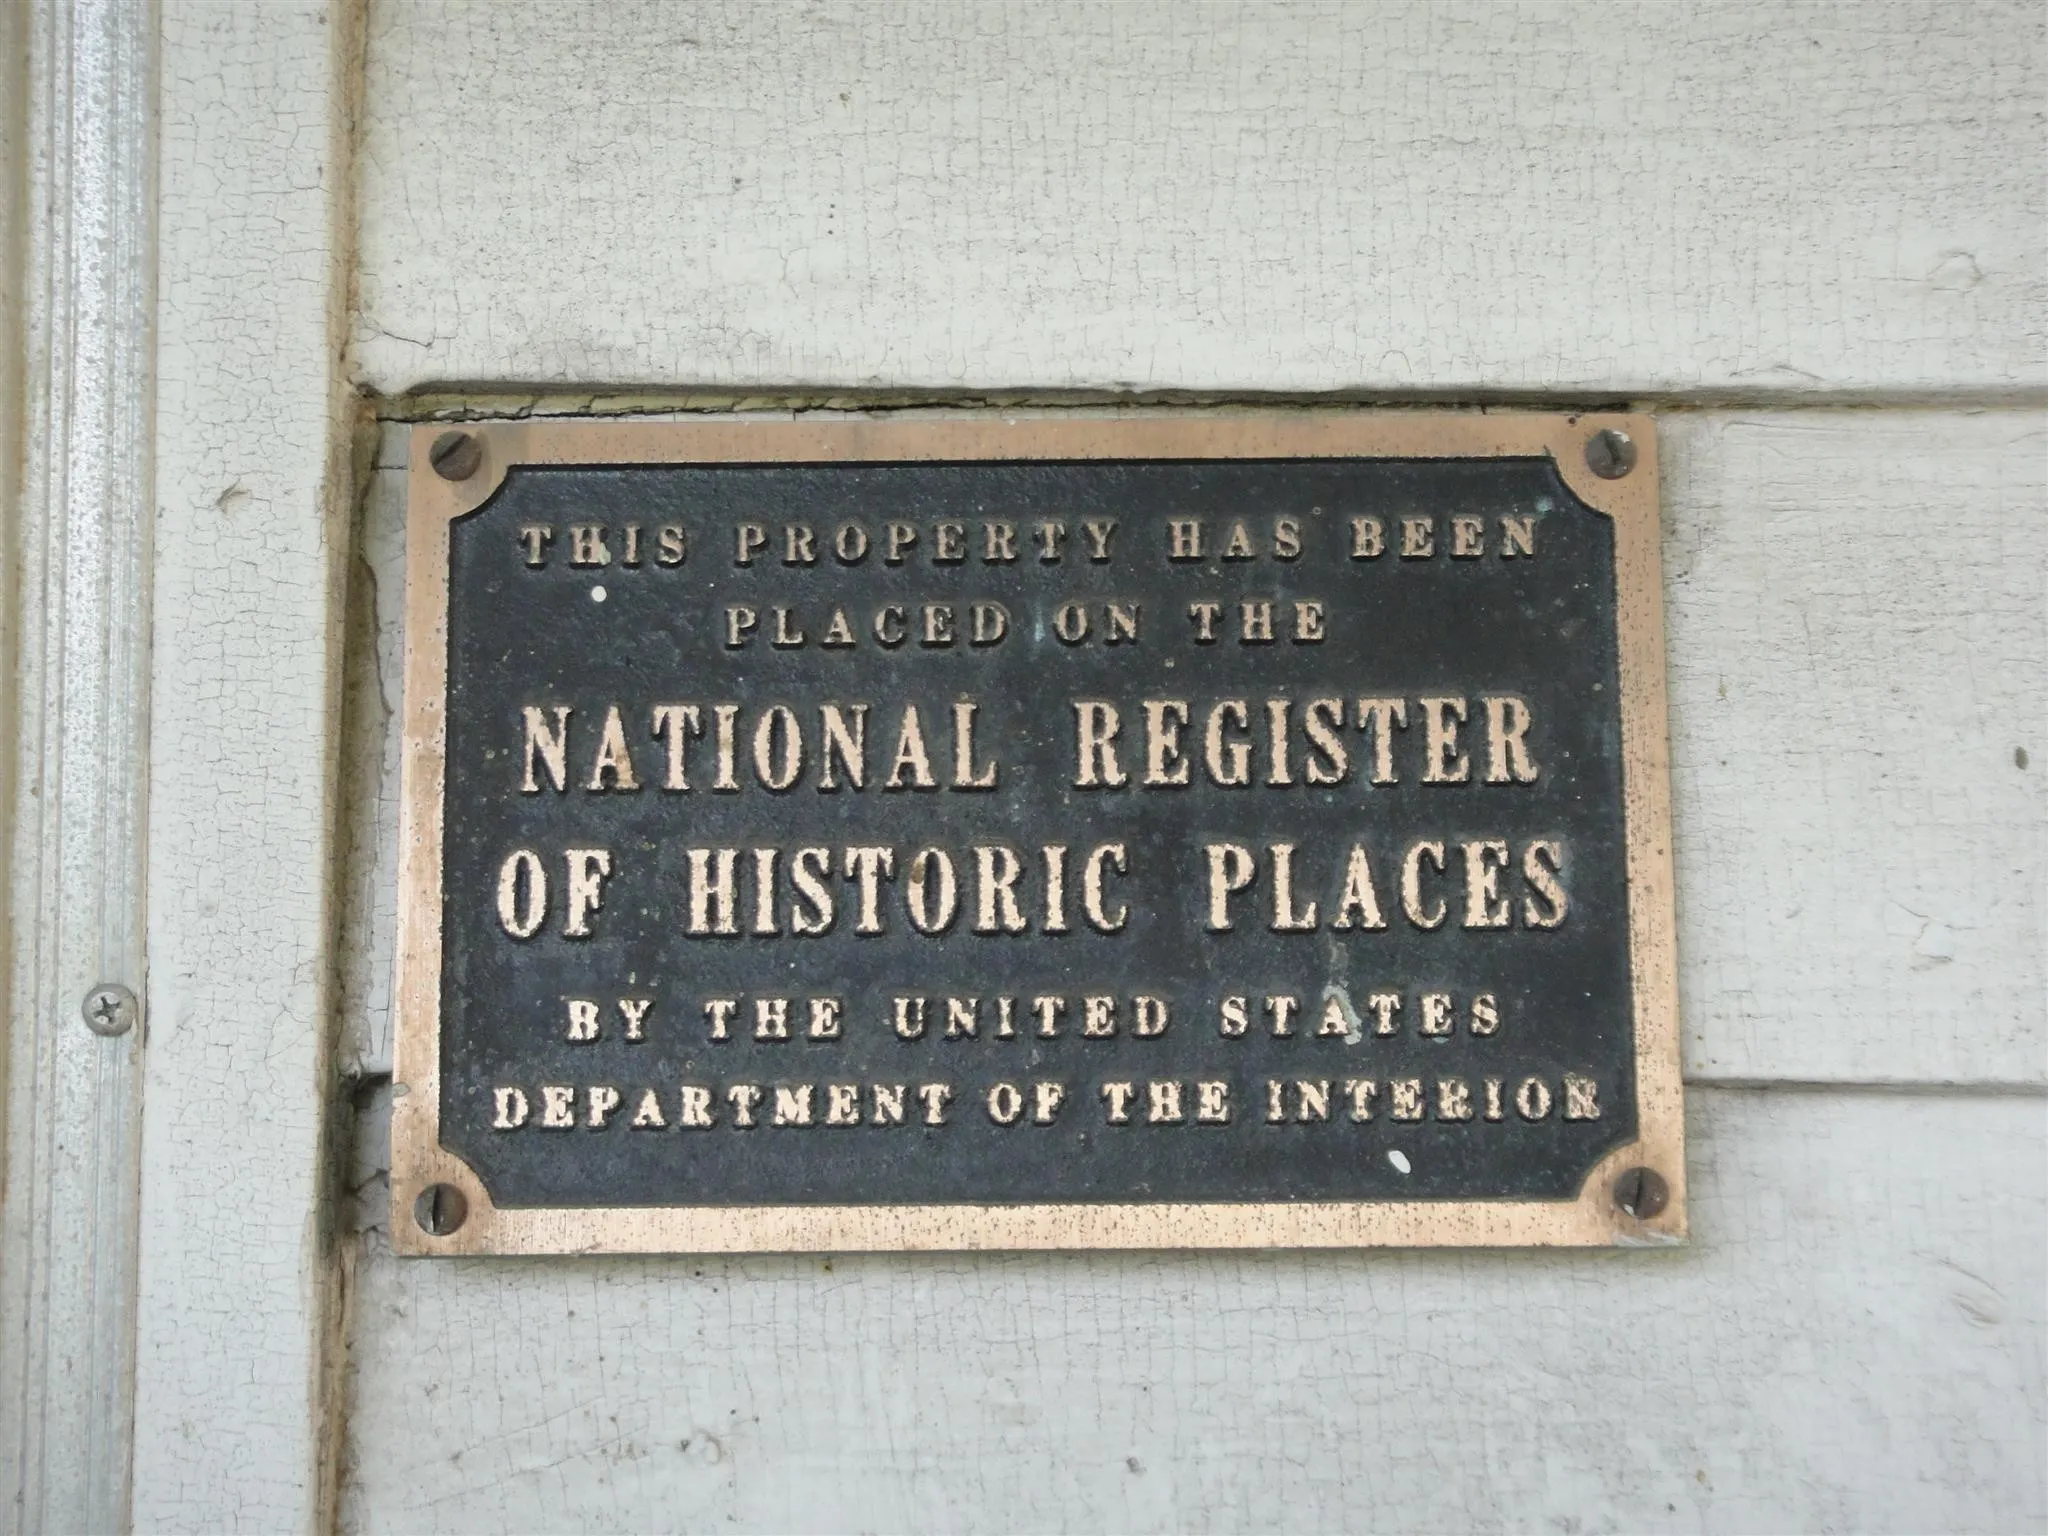 THIS PROPERTY HAS BEEN
PLACED ON THE
NATIONAL REGISTER
OF HISTORIC PLACES
BY THE UNITED STATES
DEPARTMENT OF THE INTERIOR